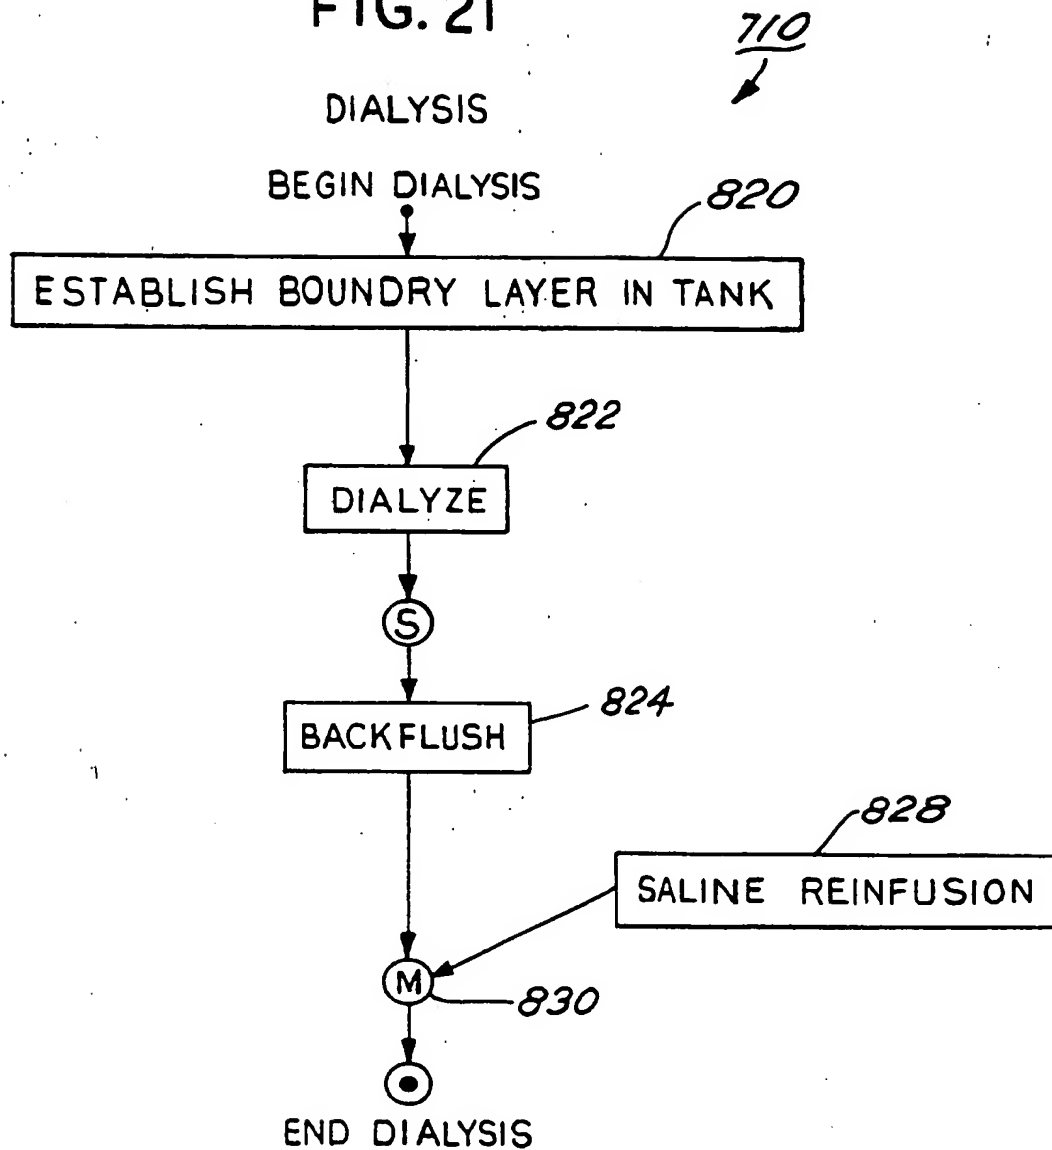 FIG. 21
710
DIALYSIS
BEGIN DIALYSIS
820
ESTABLISH BOUNDRY LAYER IN TANK
822
DIALYZE
S
824
BACKFLUSH
828
SALINE REINFUSION
M
830
END DIALYSIS